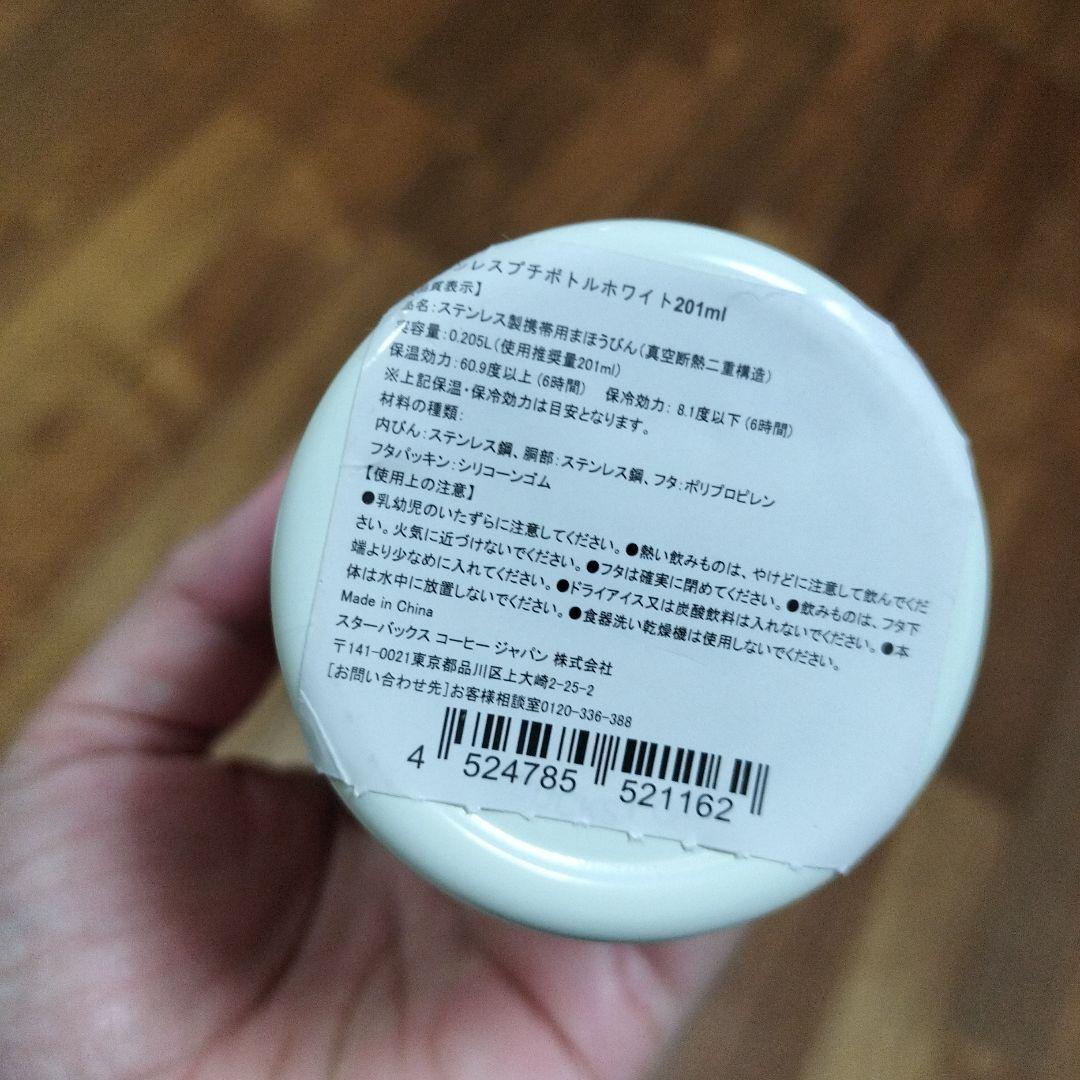 ンレスプチボトルホワイト201ml
質表示】
品名:ステンレス製携帯用まほうびん(真空断熱二重構造)
実容量:0.205L(使用推奨量201ml)
保温効力:60.9度以上(6時間) 保冷効力: 8.1度以下(6時間)
※上記保温・保冷効力は目安となります。
材料の種類:
内びん:ステンレス鋼、胴部:ステンレス鋼、フタ:ポリプロピレン
フタパッキン:シリコーンゴム
【使用上の注意】
●乳幼児のいたずらに注意してください。●熱い飲みものは、やけどに注意して飲んでくだ
さい。火気に近づけないでください。●フタは確実に閉めてください。●飲みものは、フタ下
端より少なめに入れてください。●ドライアイス又は炭酸飲料は入れないでください。●本
体は水中に放置しないでください。●食器洗い乾燥機は使用しないでください。
Made in China
スターバックス コーヒー ジャパン 株式会社
〒141-0021東京都品川区上大崎2-25-2
[お問い合わせ先]お客様相談室0120-336-388
4 524785 521162